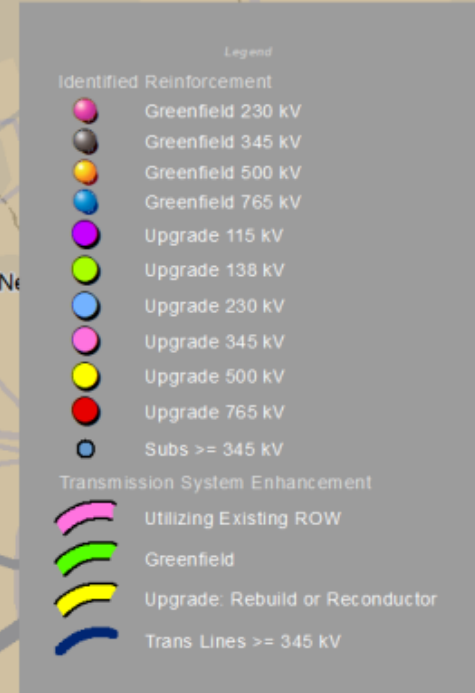 Legend
Identified Reinforcement
Greenfield 230 kV
Greenfield 345 kV
Greenfield 500 kV
Greenfield 765 kV
Upgrade 115 kV
Upgrade 138 kV
Upgrade 230 kV
Upgrade 345 kV
Upgrade 500 kV
Upgrade 765 kV
Subs >= 345 kV
Transmission System Enhancement
Utilizing Existing ROW
Greenfield
Upgrade: Rebuild or Reconductor
Trans Lines >= 345 kV